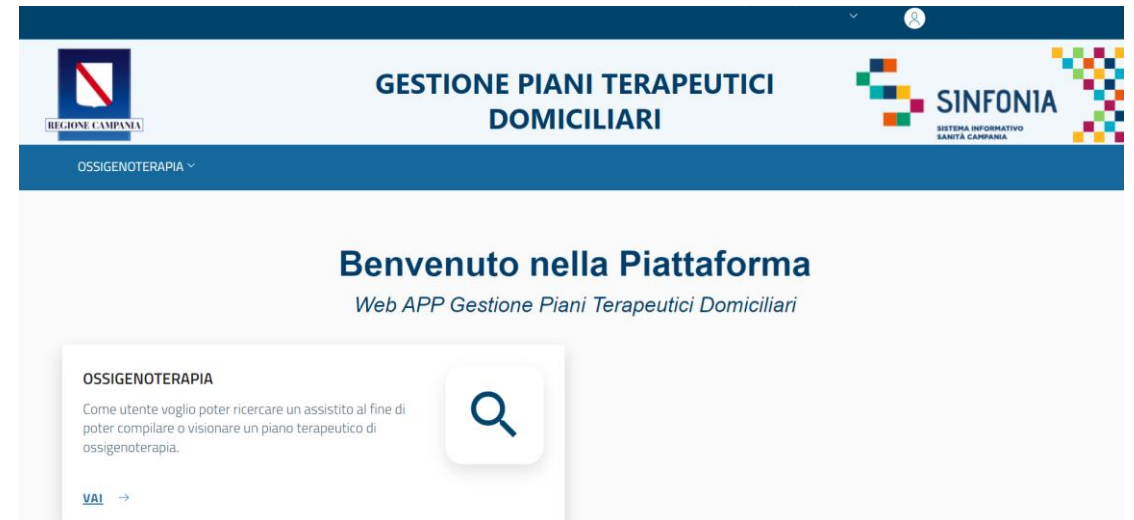 REGIONE CAMPANIA
GESTIONE PIANI TERAPEUTICI
DOMICILIARI
SINFONIA
SISTEMA INFORMATIVO
SANITÀ CAMPANIA
OSSIGENOTERAPIA
Benvenuto nella Piattaforma
Web APP Gestione Piani Terapeutici Domiciliari
OSSIGENOTERAPIA
Come utente voglio poter ricercare un assistito al fine di
poter compilare o visionare un piano terapeutico di
ossigenoterapia.
VAI →